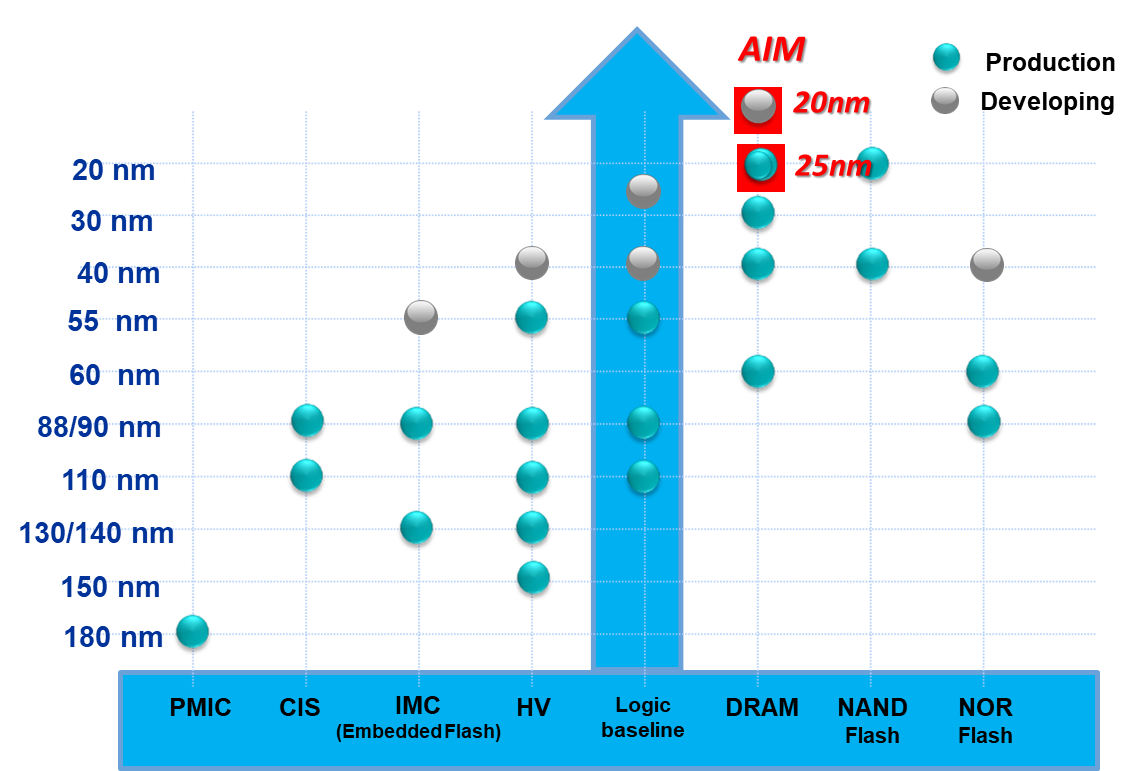 AIM
Production
20nm
Developing
20 nm
25nm
30 nm
40 nm
55 nm
60 nm
88/90 nm
110 nm
130/140 nm
150 nm
180 nm
PMIC
CIS
IMC
(Embedded Flash)
HV
Logic
baseline
DRAM
NAND
Flash
NOR
Flash